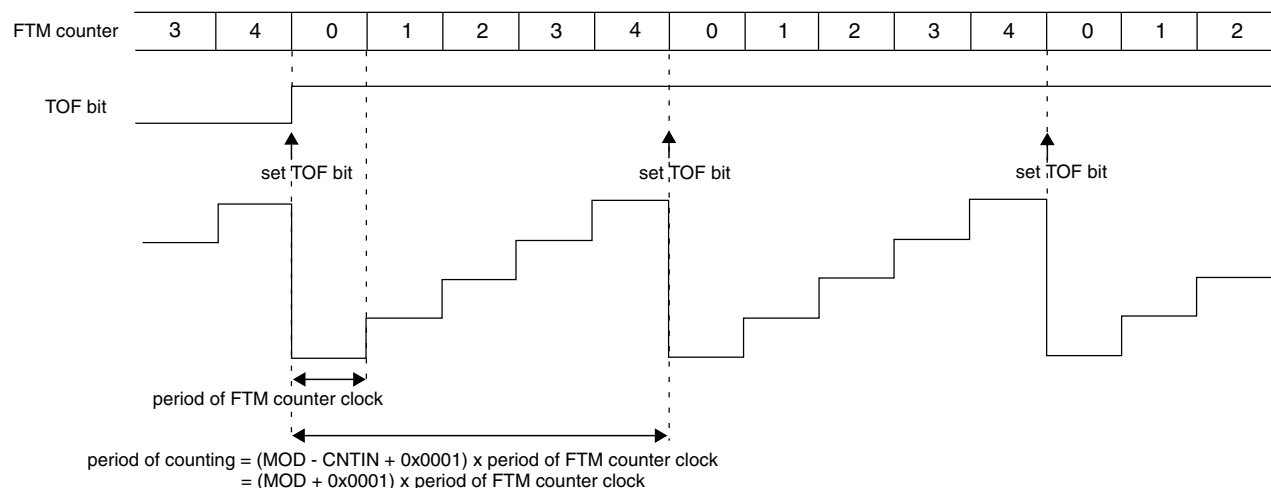 FTM counter 3 4 0 1 2 3 4 0 1 2 3 4 0 1 2
TOF bit
set TOF bit set TOF bit set TOF bit
period of FTM counter clock
period of counting = (MOD - CNTIN + 0x0001) x period of FTM counter clock
= (MOD + 0x0001) x period of FTM counter clock